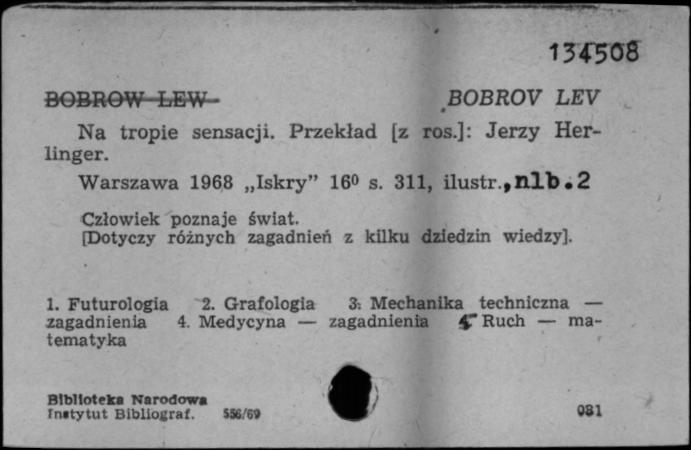 134508
BOBROW LEW BOBROV LEV
Na tropie sensacji. Przekład [z ros.]: Jerzy Her-
linger.
Warszawa 1968 „Iskry” 16⁰ s. 311, ilustr., nlb.2
Człowiek poznaje świat.
[Dotyczy różnych zagadnień z kilku dziedzin wiedzy].
1. Futurologia 2. Grafologia 3. Mechanika techniczna —
zagadnienia 4. Medycyna — zagadnienia Ruch — ma-
tematyka
Biblioteka Narodowa
Instytut Bibliograf. 556/69 081